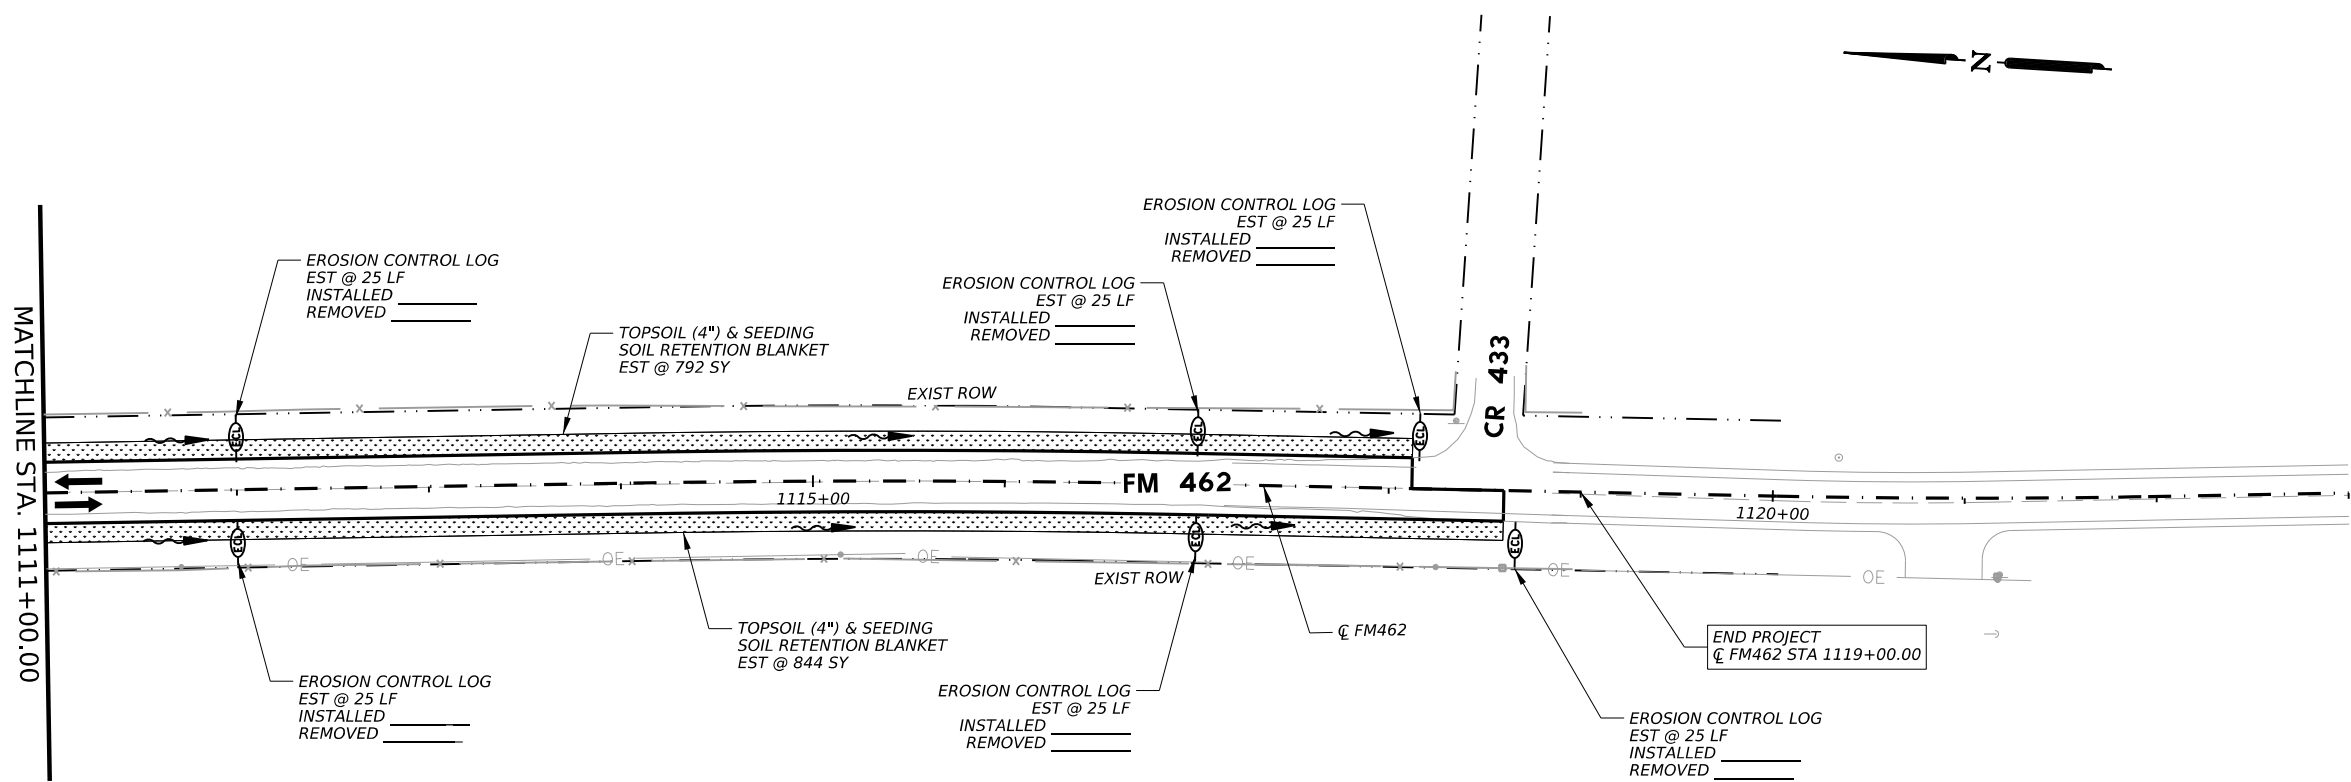 N
EROSION CONTROL LOG
EST @ 25 LF
INSTALLED
REMOVED
EROSION CONTROL LOG
EST @ 25 LF
INSTALLED
REMOVED
EROSION CONTROL LOG
EST @ 25 LF
INSTALLED
REMOVED
TOPSOIL (4") & SEEDING
SOIL RETENTION BLANKET
EST @ 792 SY
EXIST ROW
CR 433
MATCHLINE STA. 1111+00.00
ECL
ECL
ECL
FM 462
1115+00
1120+00
ECL
ECL
ECL
OE
OE
OE
OE
OE
OE
EXIST ROW
TOPSOIL (4") & SEEDING
SOIL RETENTION BLANKET
EST @ 844 SY
℄ FM462
END PROJECT
℄ FM462 STA 1119+00.00
EROSION CONTROL LOG
EST @ 25 LF
INSTALLED
REMOVED
EROSION CONTROL LOG
EST @ 25 LF
INSTALLED
REMOVED
EROSION CONTROL LOG
EST @ 25 LF
INSTALLED
REMOVED